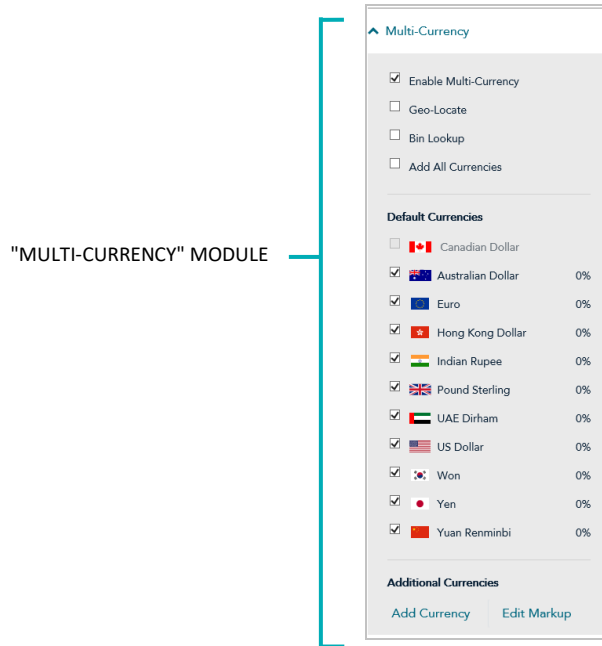 Multi-Currency
Enable Multi-Currency
Geo-Locate
Bin Lookup
Add All Currencies
"MULTI-CURRENCY" MODULE
Default Currencies
Canadian Dollar
Australian Dollar 0%
Euro 0%
Hong Kong Dollar 0%
Indian Rupee 0%
Pound Sterling 0%
UAE Dirham 0%
US Dollar 0%
Won 0%
Yen 0%
Yuan Renminbi 0%
Additional Currencies
Add Currency Edit Markup